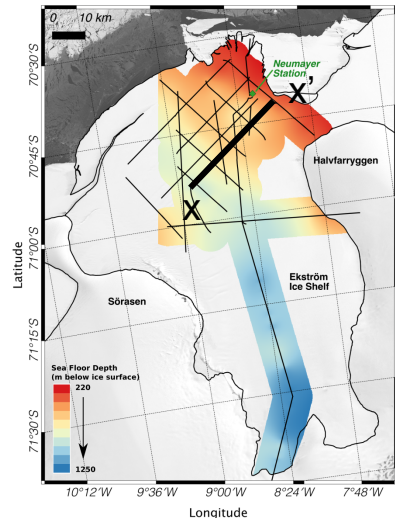 0    10 km
70°30'S
70°45'S
71°00'S
71°15'S
71°30'S
Latitude
Neumayer
Station
X'
X
Halvfarryggen
Ekström
Ice Shelf
Sörasen
Sea Floor Depth
(m below ice surface)
220
1250
10°12'W
9°36'W
9°00'W
8°24'W
7°48'W
Longitude